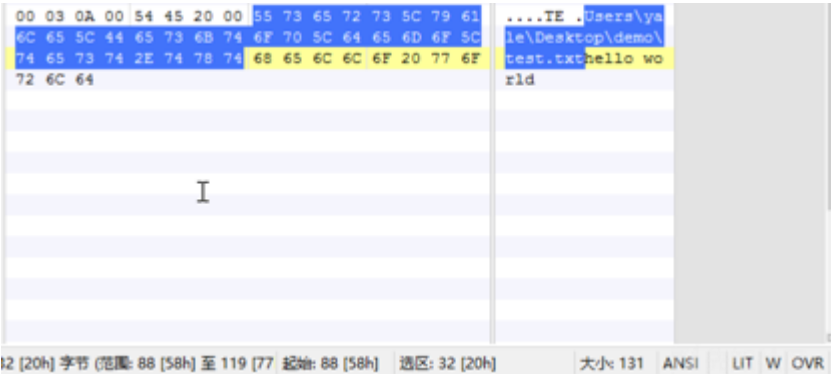 00 03 0A 00 54 45 20 00 55 73 65 72 73 5C 79 61 ....TE .Users\ya
6C 65 5C 44 65 73 6B 74 6F 70 5C 64 65 6D 6F 5C le\Desktop\demo\
74 65 73 74 2E 74 78 74 68 65 6C 6C 6F 20 77 6F test.txthello wo
72 6C 64 rld
32 [20h] 字节 (范围: 88 [58h] 至 119 [77 起始: 88 [58h] 选区: 32 [20h] 大小: 131 ANSI LIT W OVR